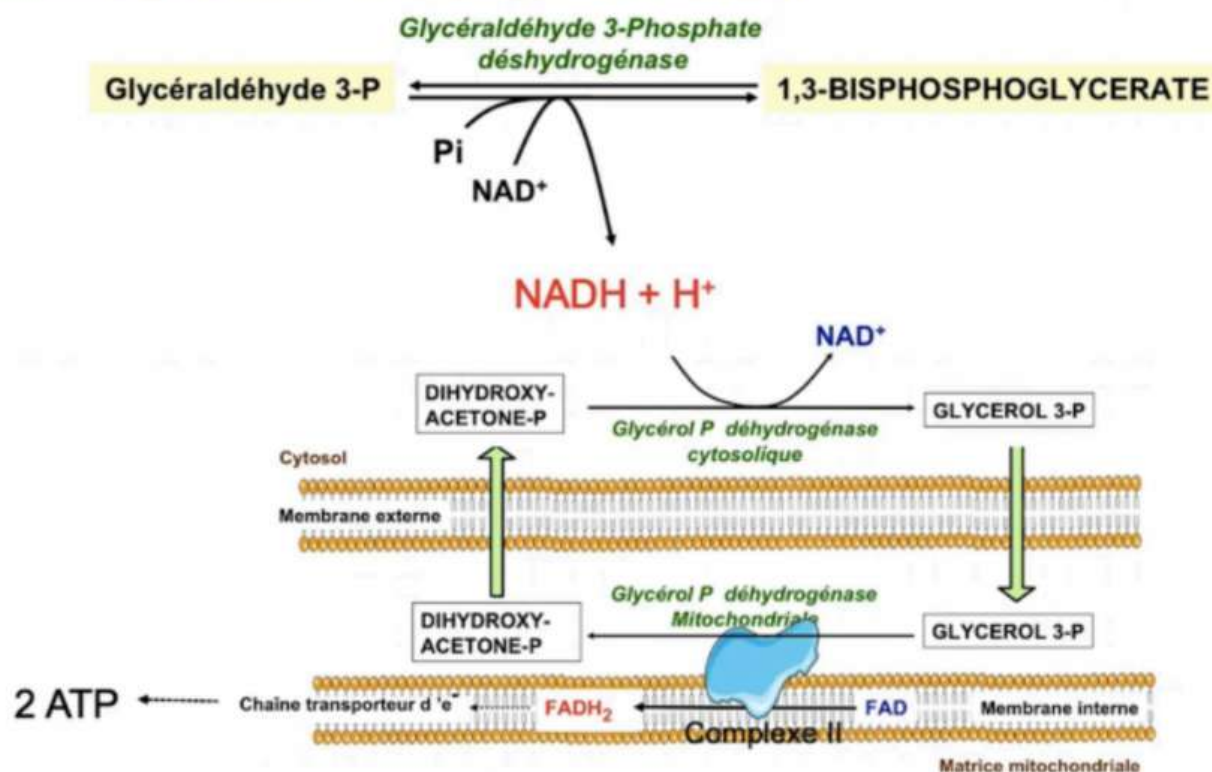 Glycéraldéhyde 3-Phosphate
déshydrogénase
Glycéraldéhyde 3-P
1,3-BISPHOSPHOGLYCERATE
Pi
NAD⁺
NADH + H⁺
NAD⁺
DIHYDROXY-
ACETONE-P
GLYCEROL 3-P
Glycérol P déhydrogénase
cytosolique
Cytosol
Membrane externe
Glycérol P déhydrogénase
Mitochondriale
DIHYDROXY-
ACETONE-P
GLYCEROL 3-P
2 ATP
Chaîne transporteur d 'e⁻
FADH₂
FAD
Membrane interne
Complexe II
Matrice mitochondriale